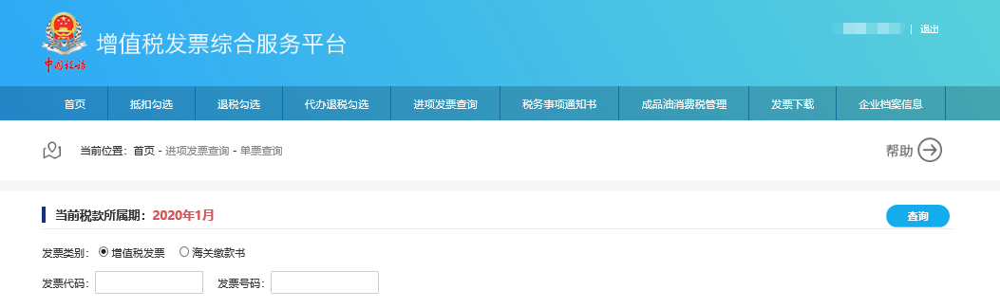 增值税发票综合服务平台
中国税务
| 退出
首页 抵扣勾选 退税勾选 代办退税勾选 进项发票查询 税务事项通知书 成品油消费税管理 发票下载 企业档案信息
当前位置：首页 - 进项发票查询 - 单票查询
帮助
当前税款所属期：2020年1月
查询
发票类别： 增值税发票 海关缴款书
发票代码： 发票号码：